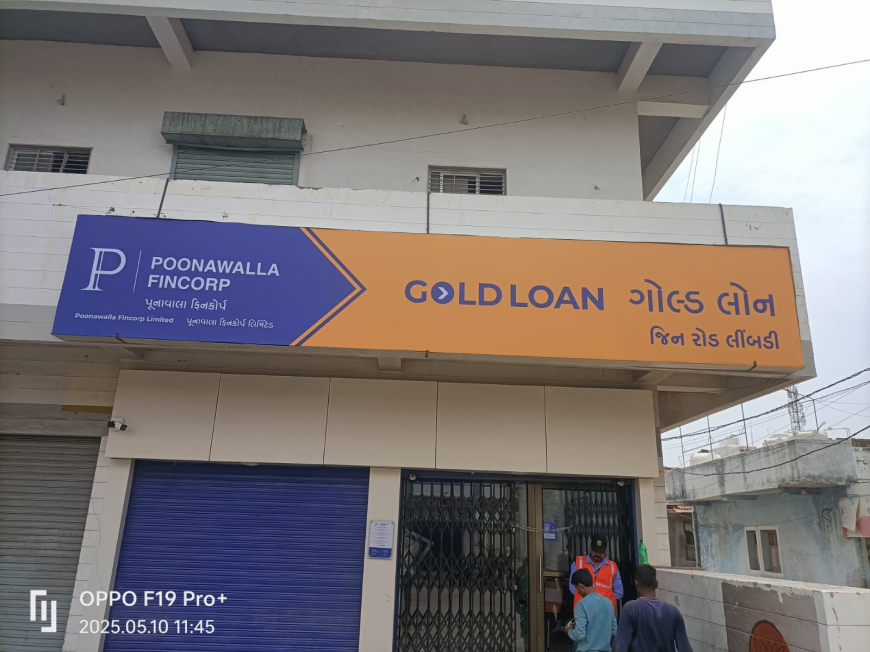 P
POONAWALLA
FINCORP
પૂનાવાલા ફિનકોર્પ
Poonawalla Fincorp Limited પૂનાવાલા ફિનકોર્પ લિમિટેડ
GOLD LOAN ગોલ્ડ લોન
જિન રોડ લીંબડી
OPPO F19 Pro+
2025.05.10 11:45